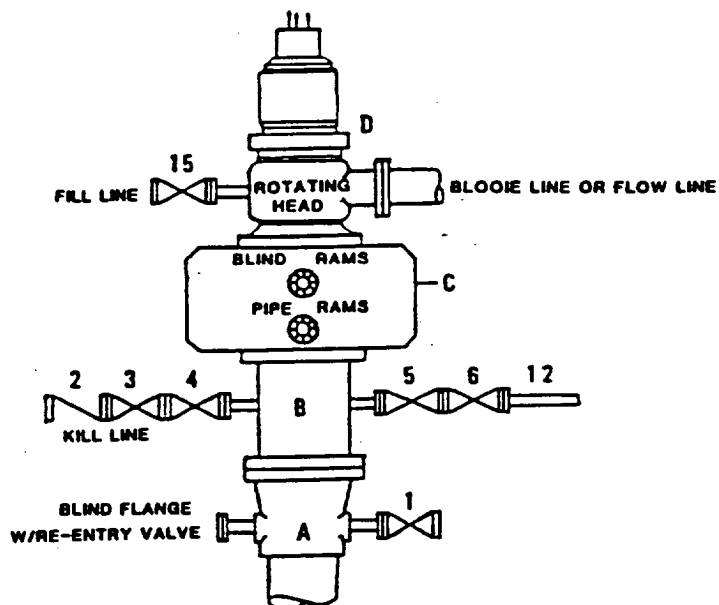 D
15
FILL LINE
ROTATING
HEAD
BLOOIE LINE OR FLOW LINE
BLIND RAMS
C
PIPE RAMS
2 3 4
5 6 12
B
KILL LINE
BLIND FLANGE
W/RE-ENTRY VALVE
A
1